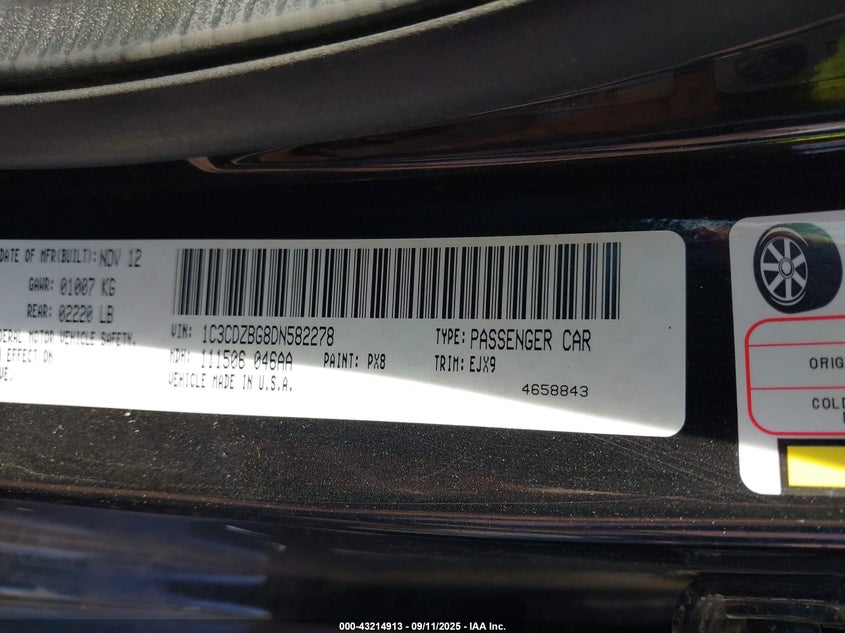 DATE OF MFR(BUILT): NOV 12
GAWR: 01007 KG
REAR: 02220 LB
MOTOR VEHICLE SAFETY,
EFFECT ON
VIN: 1C3CDZBG8DN582278
TYPE: PASSENGER CAR
MDH: 111506 046AA
PAINT: PX8
TRIM: EJX9
VEHICLE MADE IN U.S.A.
4658843
ORIG
COLD
000-43214913 - 09/11/2025 - IAA Inc.